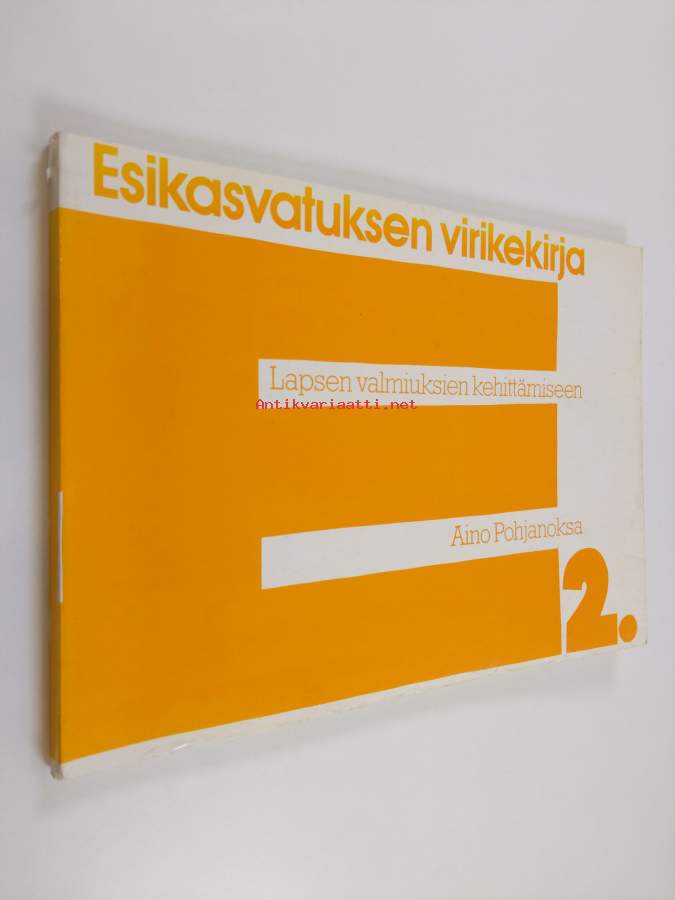 Esikasvatuksen virikekirja
Lapsen valmiuksien kehittämiseen
Antikvariaatti.net
Aino Pohjanoksa
2.